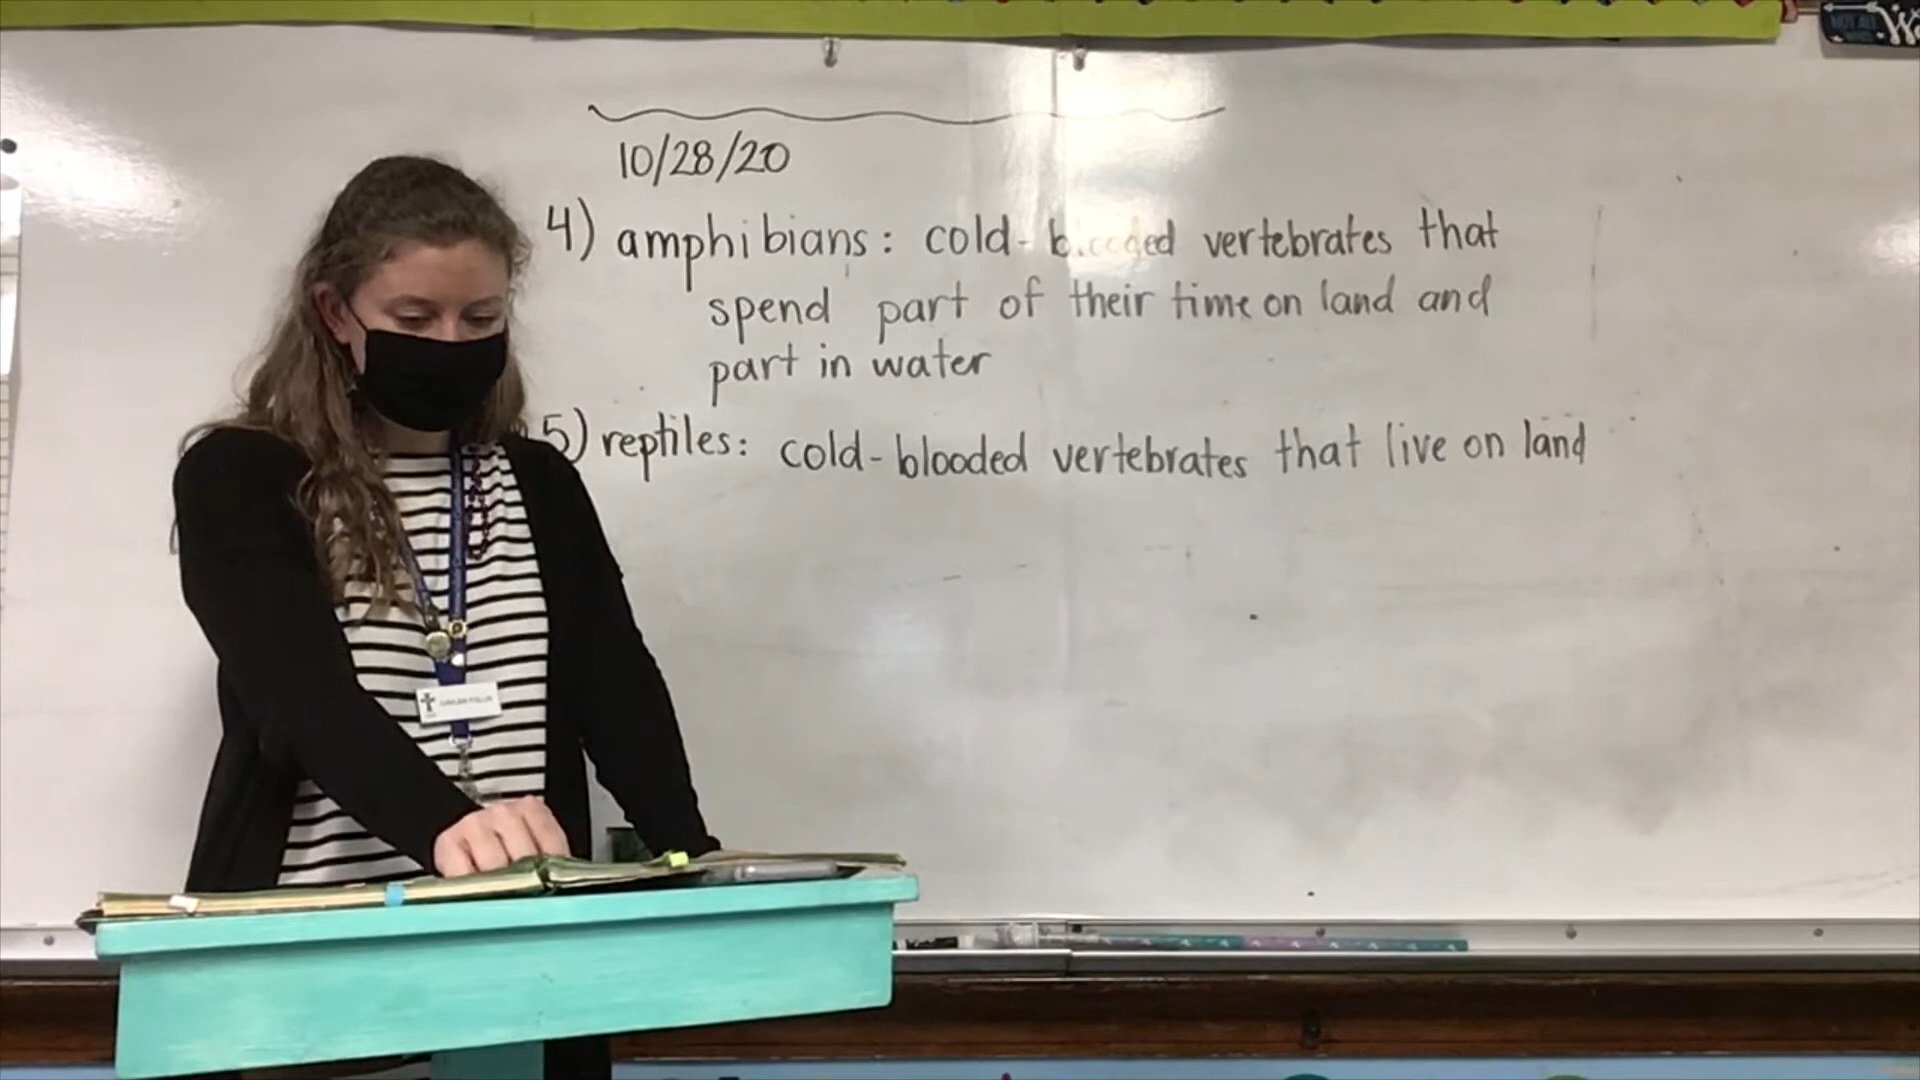 10/28/20
4) amphibians: cold-blooded vertebrates that
spend part of their time on land and
part in water
5) reptiles: cold-blooded vertebrates that live on land